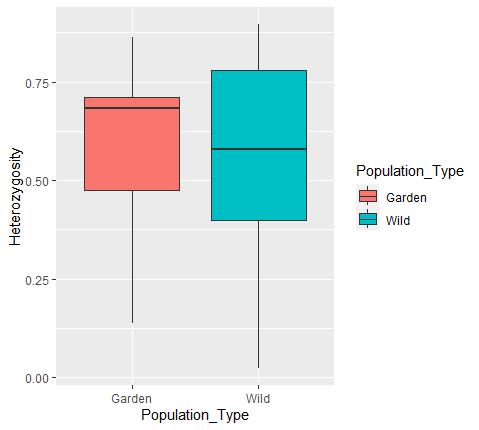 Heterozygosity
0.75
0.50
0.25
0.00
Garden
Wild
Population_Type
Population_Type
Garden
Wild